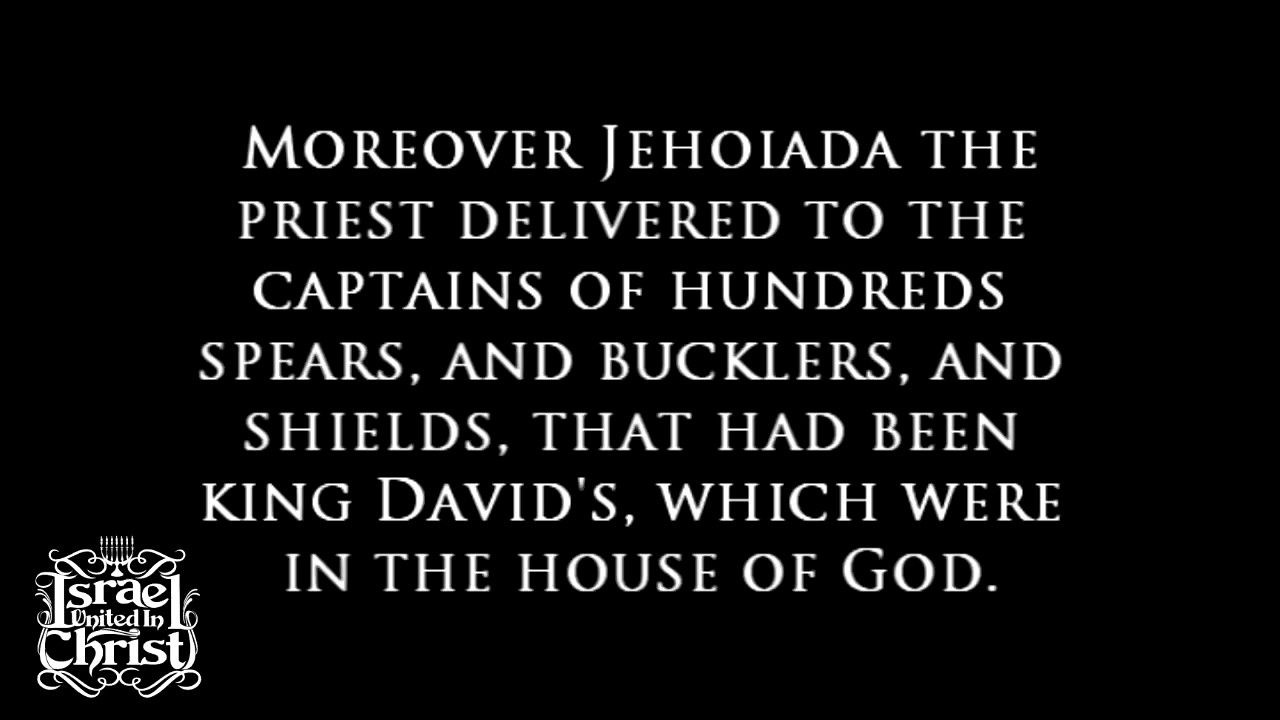 Moreover Jehoiada the
priest delivered to the
captains of hundreds
spears, and bucklers, and
shields, that had been
king David's, which were
in the house of God.
Israel
United In
Christ